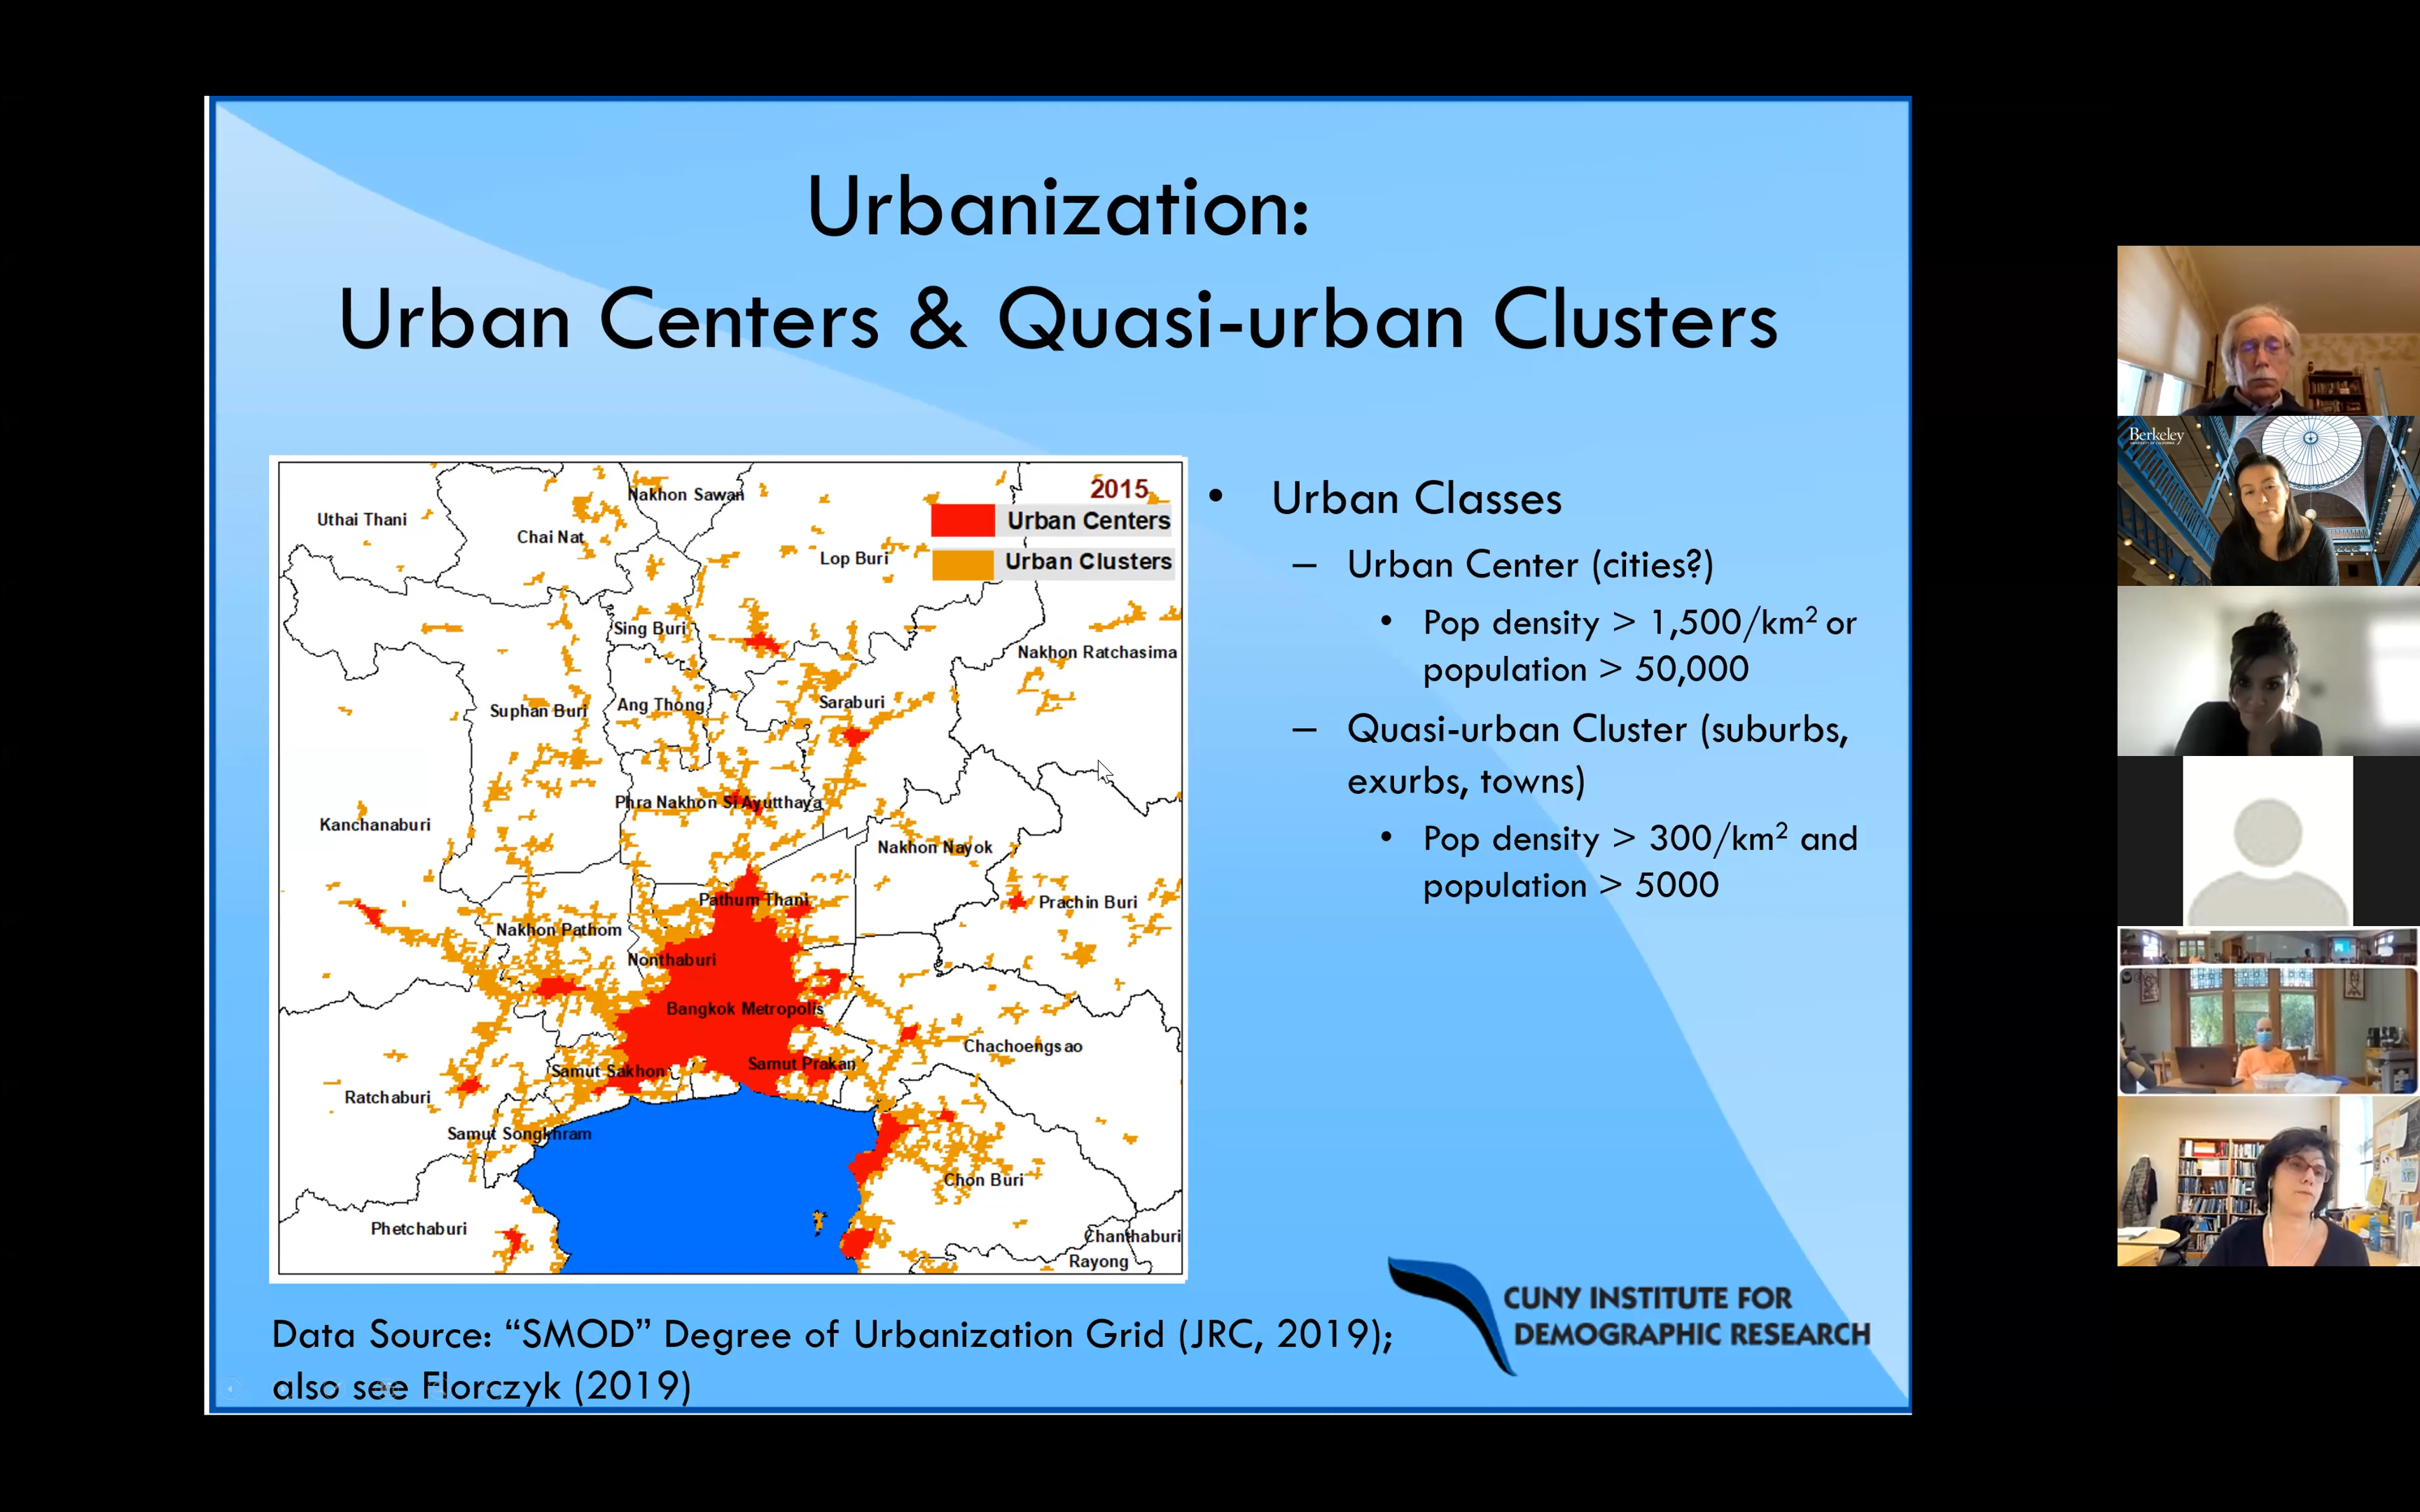 Urbanization:
Urban Centers & Quasi-urban Clusters
2015
Urban Centers
Urban Clusters
Nakhon Sawan
Uthai Thani
Chai Nat
Lop Buri
Sing Buri
Nakhon Ratchasima
Suphan Buri
Ang Thong
Saraburi
Phra Nakhon Si Ayutthaya
Kanchanaburi
Nakhon Nayok
Pathum Thani
Prachin Buri
Nakhon Pathom
Nonthaburi
Bangkok Metropolis
Chachoengsao
Samut Prakan
Samut Sakhon
Ratchaburi
Samut Songkhram
Chon Buri
Phetchaburi
Chanthaburi
Rayong
• Urban Classes
– Urban Center (cities?)
• Pop density > 1,500/km² or
population > 50,000
– Quasi-urban Cluster (suburbs,
exurbs, towns)
• Pop density > 300/km² and
population > 5000
Data Source: “SMOD” Degree of Urbanization Grid (JRC, 2019);
also see Florczyk (2019)
CUNY INSTITUTE FOR
DEMOGRAPHIC RESEARCH
Berkeley